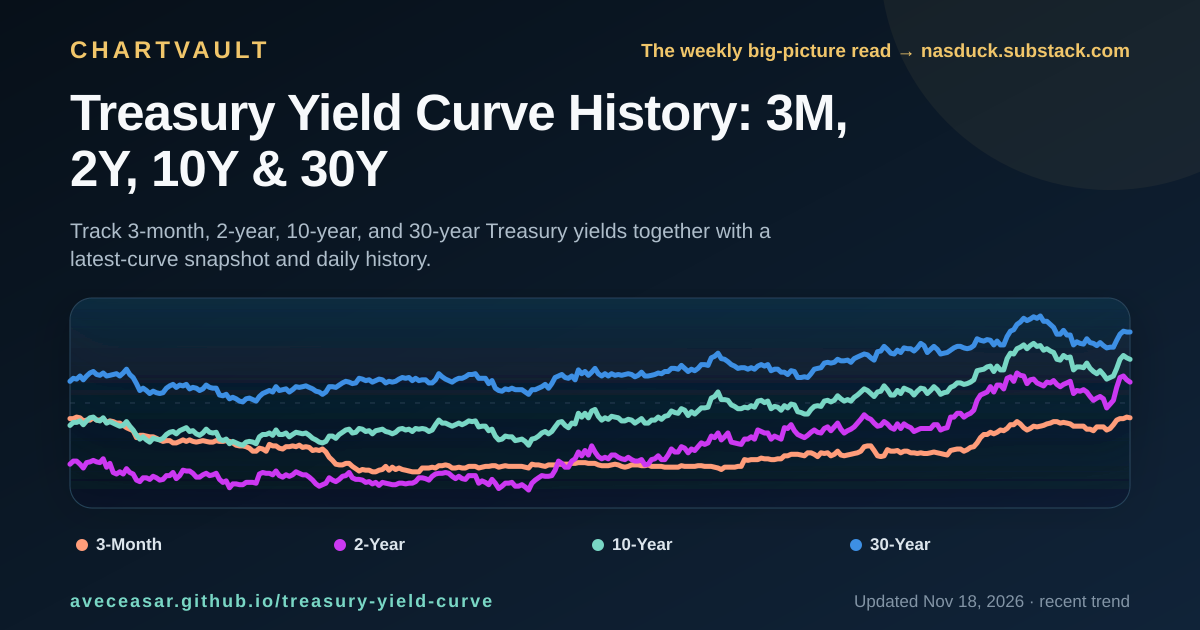 CHARTVAULT
The weekly big-picture read → nasduck.substack.com
Treasury Yield Curve History: 3M,
2Y, 10Y & 30Y
Track 3-month, 2-year, 10-year, and 30-year Treasury yields together with a
latest-curve snapshot and daily history.
3-Month
2-Year
10-Year
30-Year
aveceasar.github.io/treasury-yield-curve
Updated Nov 18, 2026 · recent trend